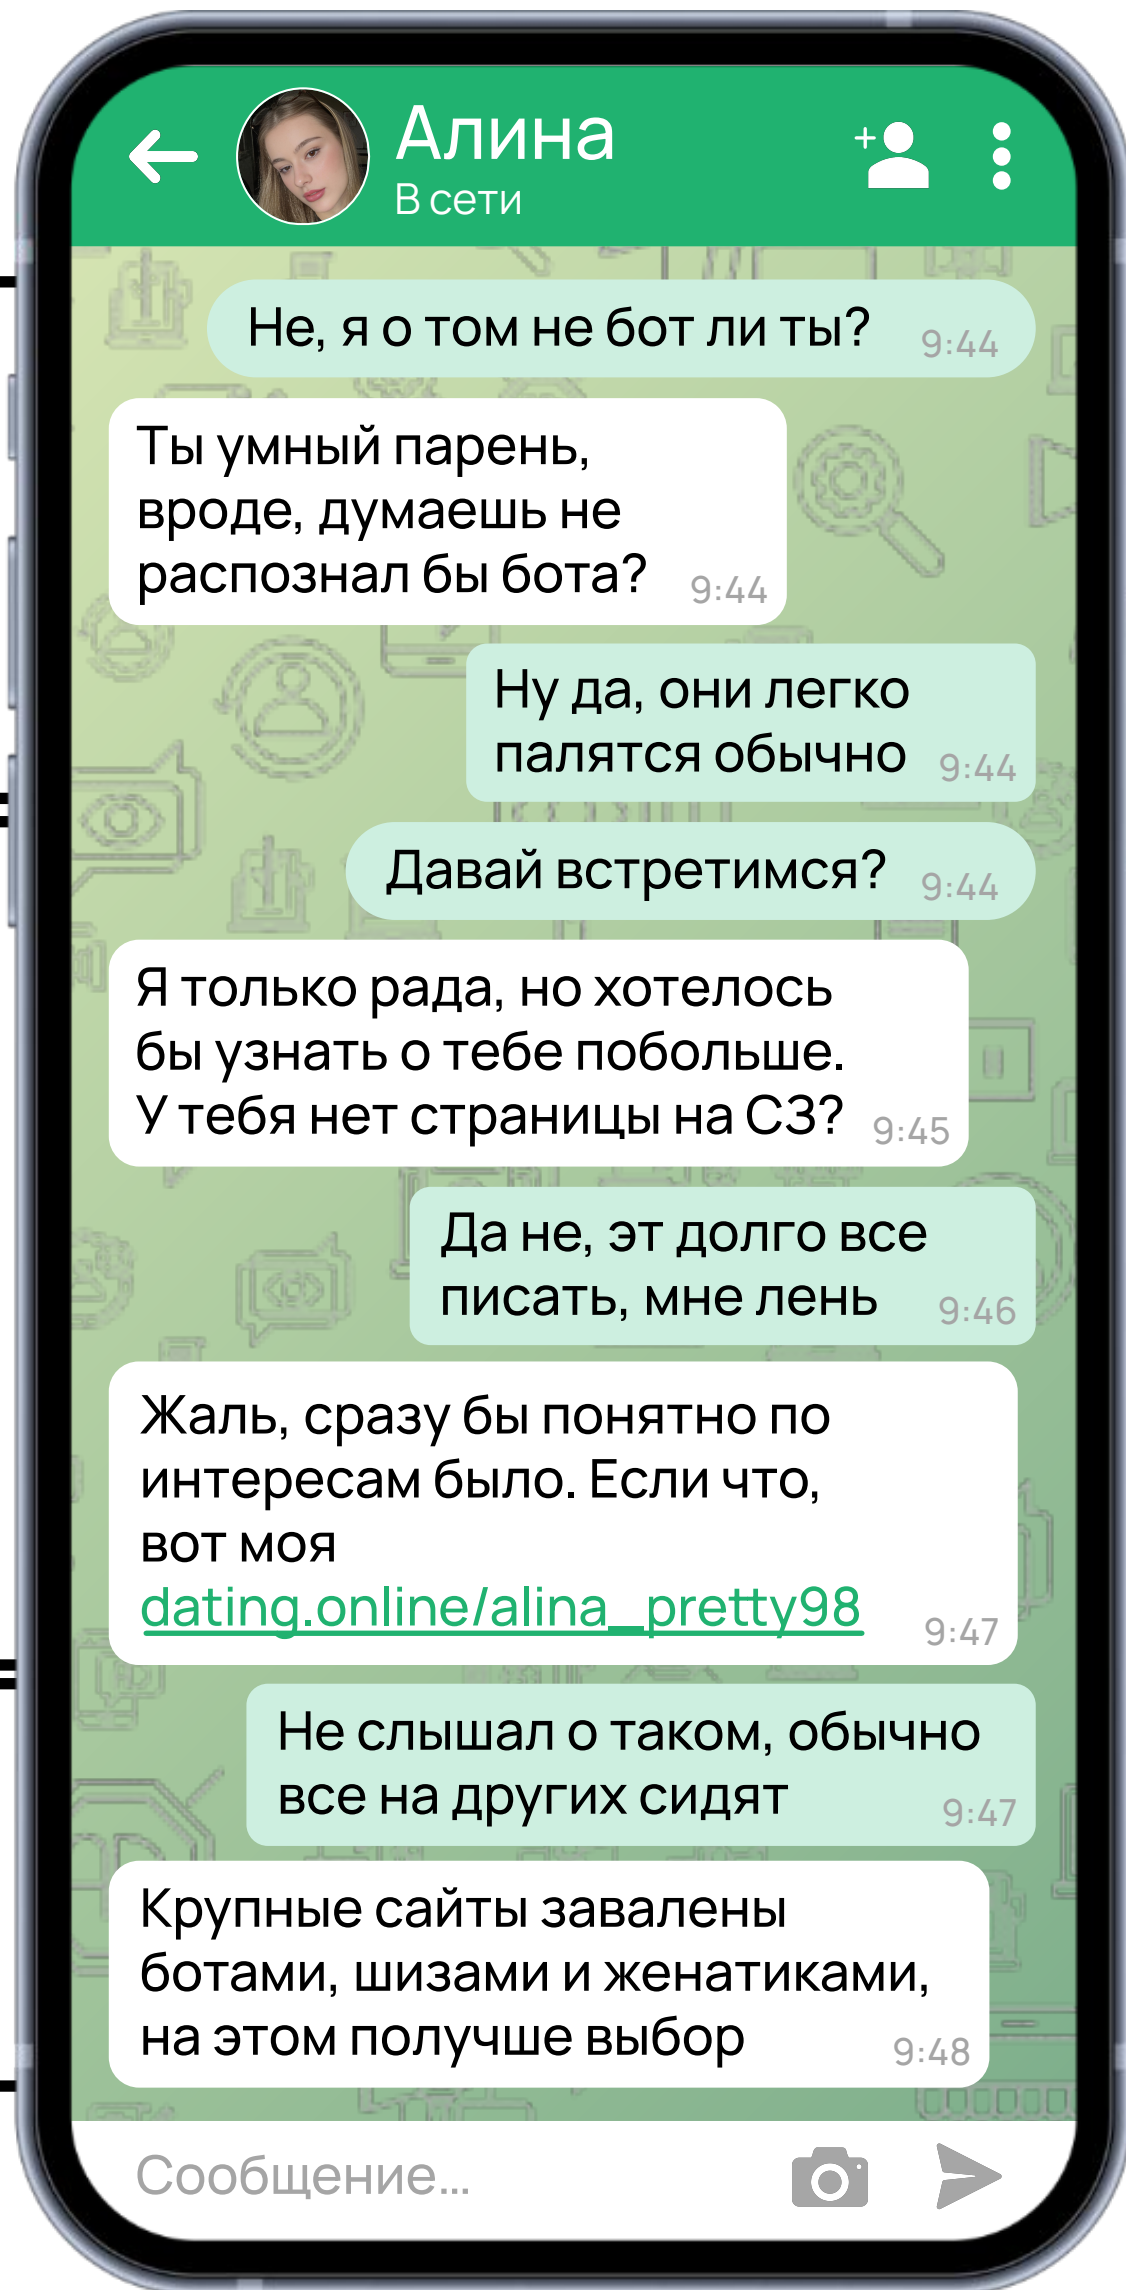 Алина
В сети
Не, я о том не бот ли ты? 9:44
Ты умный парень,
вроде, думаешь не
распознал бы бота? 9:44
Ну да, они легко
палятся обычно 9:44
Давай встретимся? 9:44
Я только рада, но хотелось
бы узнать о тебе побольше.
У тебя нет страницы на СЗ? 9:45
Да не, эт долго все
писать, мне лень 9:46
Жаль, сразу бы понятно по
интересам было. Если что,
вот моя
dating.online/alina_pretty98 9:47
Не слышал о таком, обычно
все на других сидят 9:47
Крупные сайты завалены
ботами, шизами и женатиками,
на этом получше выбор 9:48
Сообщение...